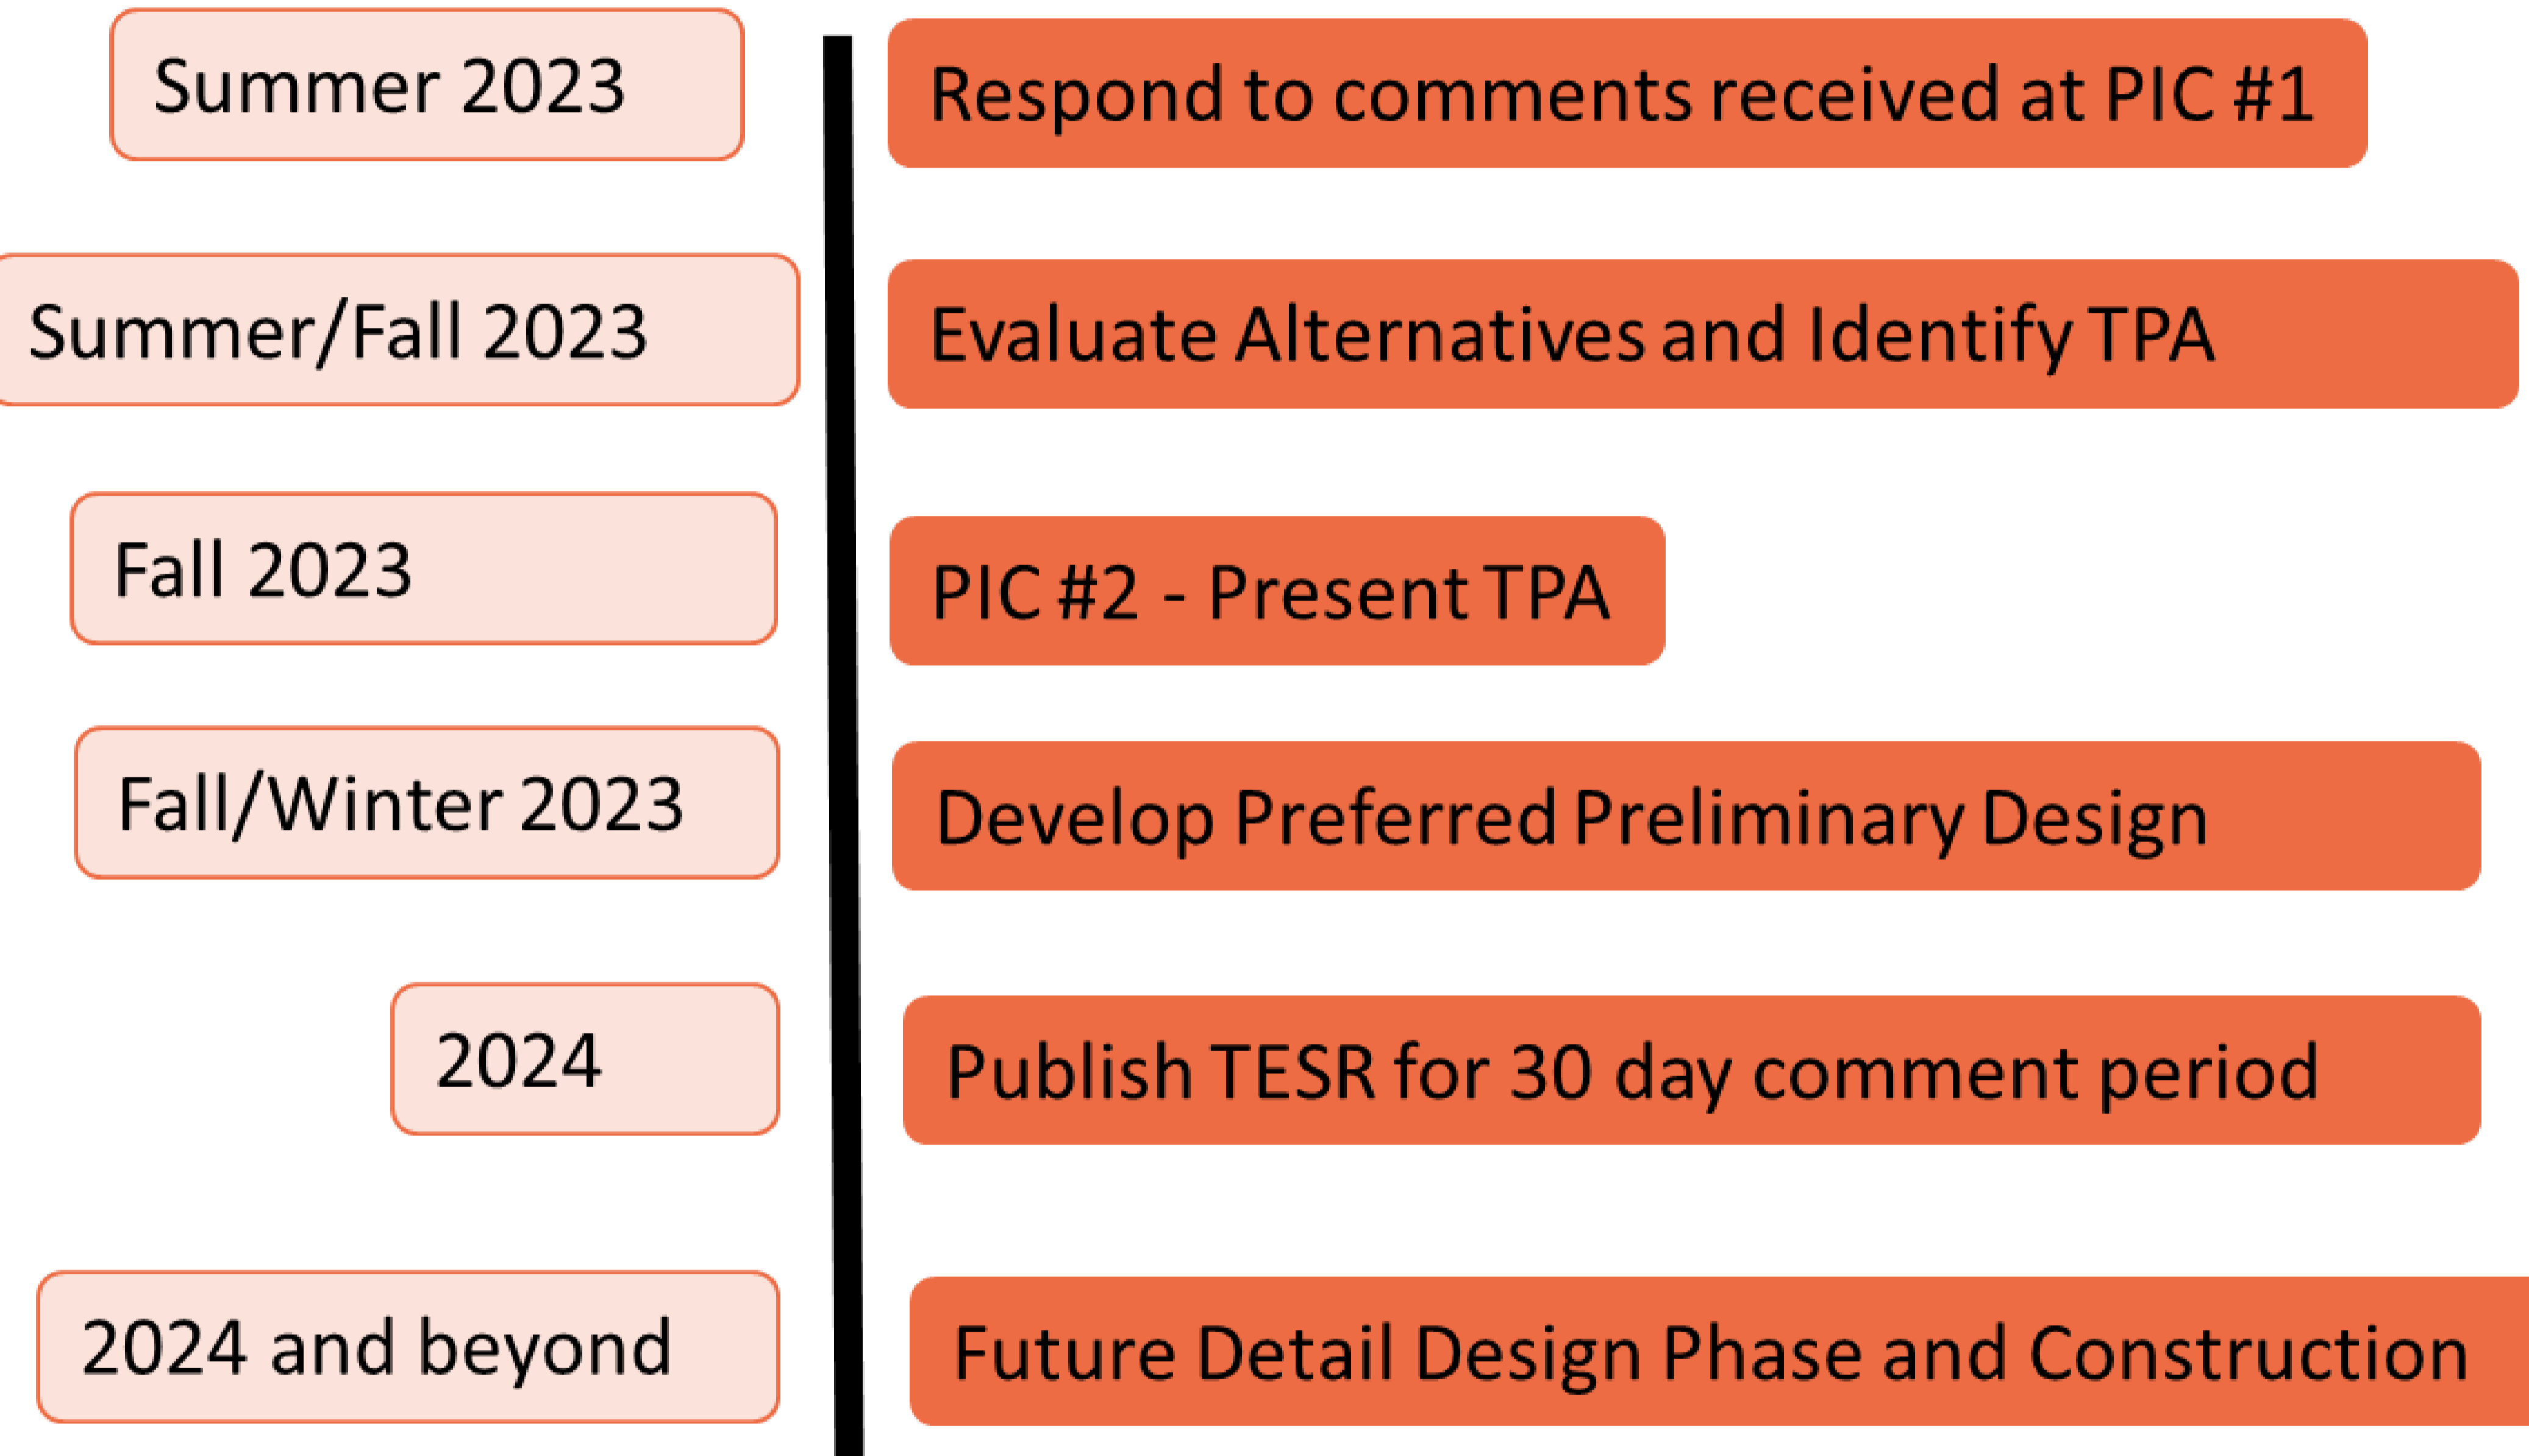 Summer 2023
Respond to comments received at PIC #1
Summer/Fall 2023
Evaluate Alternatives and Identify TPA
Fall 2023
PIC #2 - Present TPA
Fall/Winter 2023
Develop Preferred Preliminary Design
2024
Publish TESR for 30 day comment period
2024 and beyond
Future Detail Design Phase and Construction